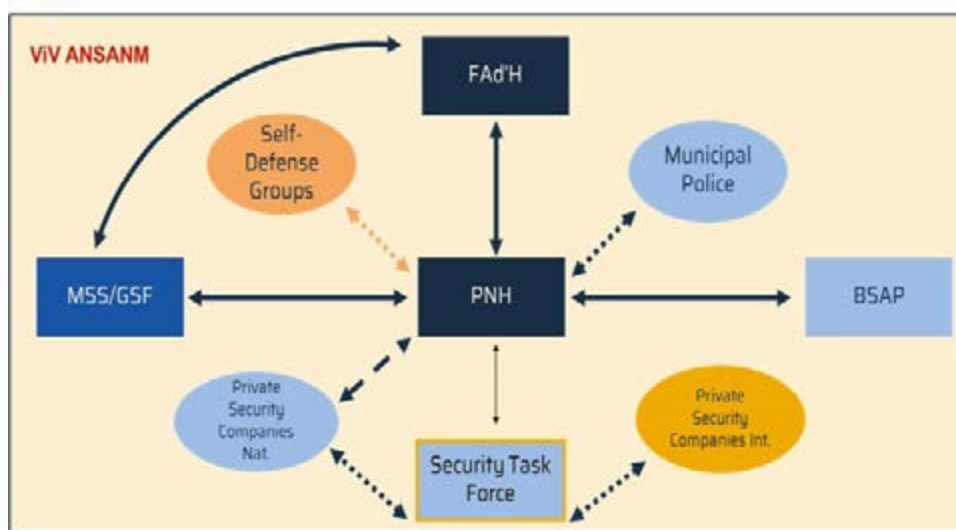 ViV ANSANM
FAd'H
Self-
Defense
Groups
Municipal
Police
MSS/GSF
PNH
BSAP
Private
Security
Companies
Nat.
Security Task
Force
Private
Security
Companies Int.